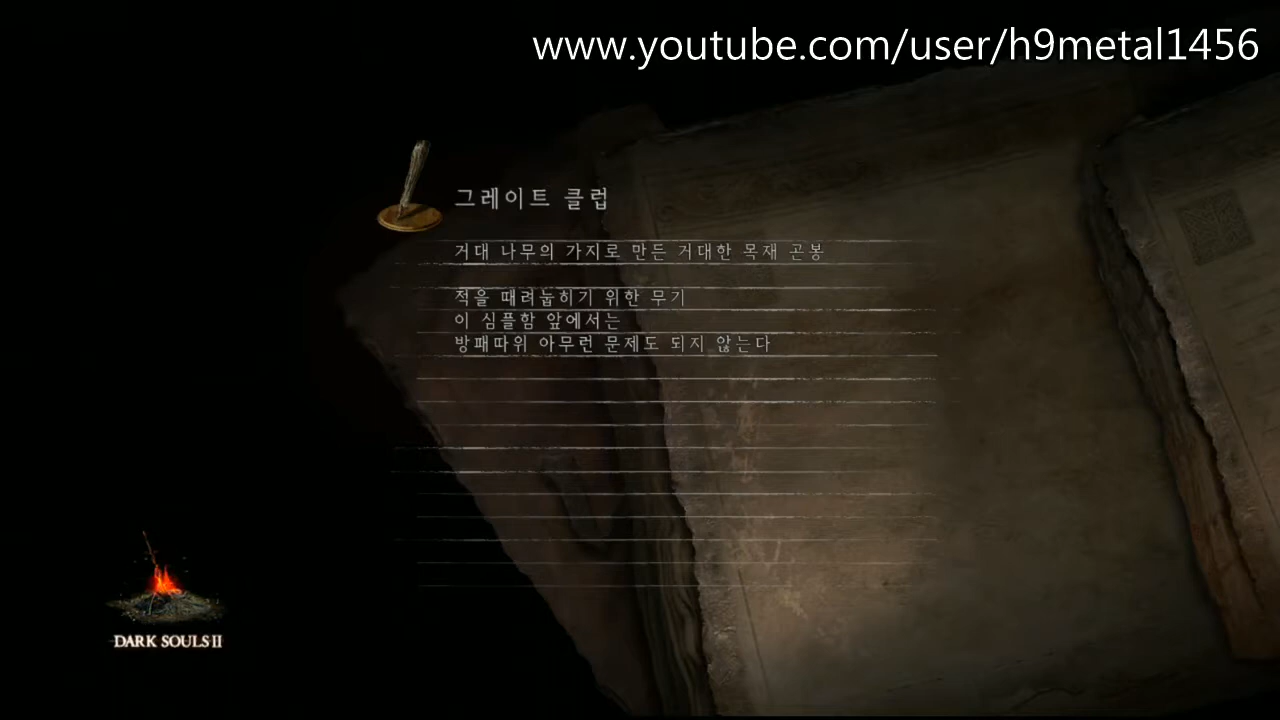 www.youtube.com/user/h9metal1456
그레이트 클럽
거대 나무의 가지로 만든 거대한 목재 곤봉
적을 때려눕히기 위한 무기
이 심플함 앞에서는
방패따위 아무런 문제도 되지 않는다
DARK SOULS II